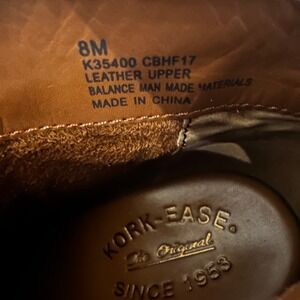 8M
K35400 CBHF17
LEATHER UPPER
BALANCE MAN MADE MATERIALS
MADE IN CHINA
KORK-EASE.
The Original
SINCE 1953